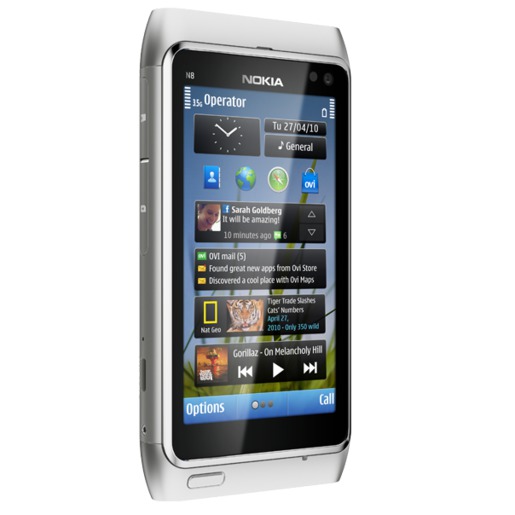 N8
NOKIA
3.5G Operator
Tu 27/04/10
General
ovi
f Sarah Goldberg
It will be amazing!
10 minutes ago 6
OVI mail (5)
Found great new apps from Ovi Store
Discovered a cool place with Ovi Maps
Nat Geo
Tiger Trade Slashes
Cats' Numbers
April 27,
2010 - Only 350 wild
Gorillaz - On Melancholy Hill
Options
Call